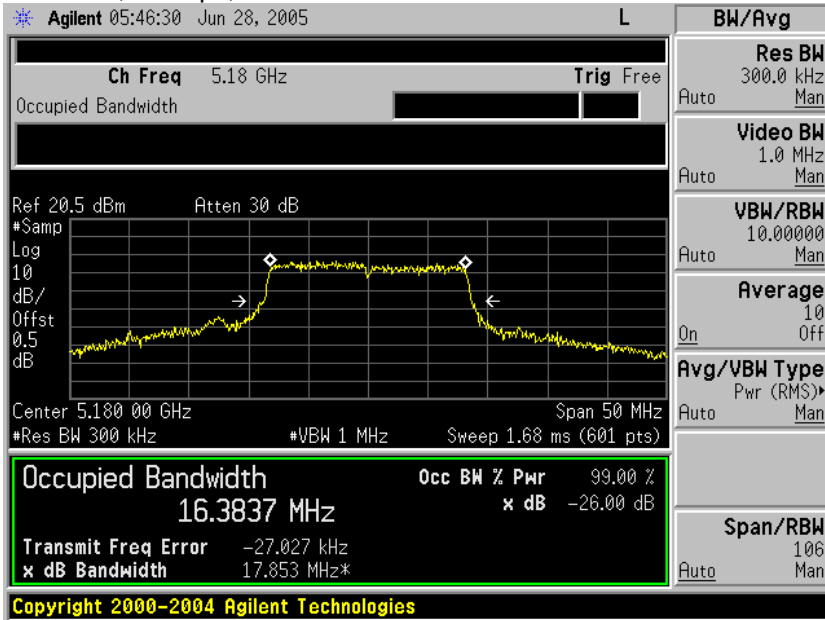 Agilent 05:46:30 Jun 28, 2005 L
Ch Freq 5.18 GHz Trig Free
Occupied Bandwidth
Ref 20.5 dBm Atten 30 dB
#Samp
Log
10
dB/
Offst
0.5
dB
Center 5.180 00 GHz Span 50 MHz
#Res BW 300 kHz #VBW 1 MHz Sweep 1.68 ms (601 pts)
Occupied Bandwidth
16.3837 MHz
Occ BW % Pwr 99.00 %
x dB -26.00 dB
Transmit Freq Error -27.027 kHz
x dB Bandwidth 17.853 MHz*
Copyright 2000-2004 Agilent Technologies
BW/Avg
Res BW
300.0 kHz
Auto Man
Video BW
1.0 MHz
Auto Man
VBW/RBW
10.00000
Auto Man
Average
10
On Off
Avg/VBW Type
Pwr (RMS)▸
Auto Man
Span/RBW
106
Auto Man